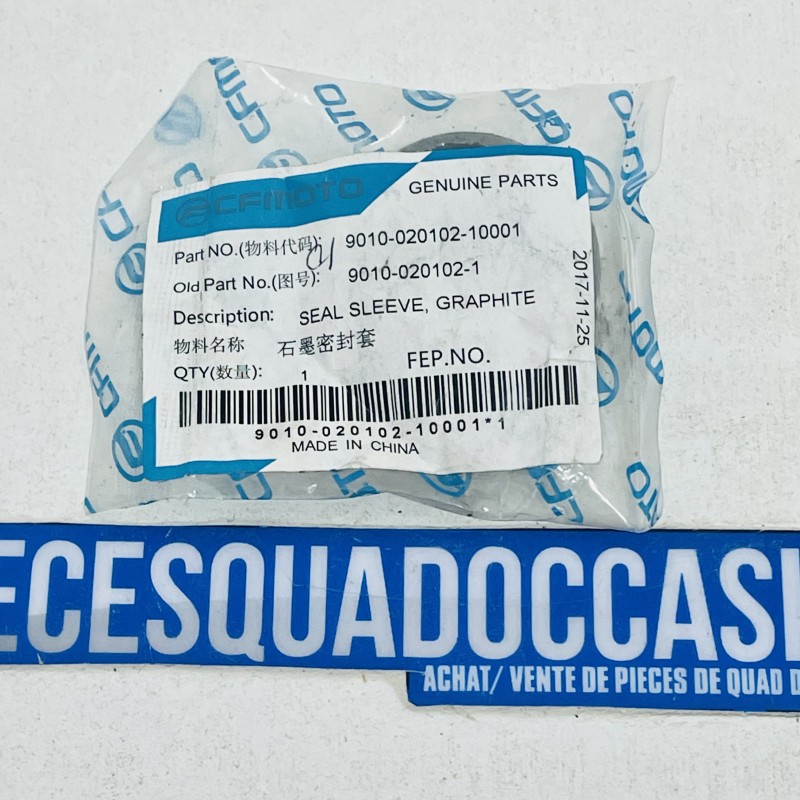 CFMOTO
GENUINE PARTS
Part NO.(物料代码): 9010-020102-10001
Old Part No.(图号): 9010-020102-1
Description: SEAL SLEEVE, GRAPHITE
物料名称 石墨密封套
QTY(数量): 1 FEP.NO.
2017-11-25
9010-020102-10001*1
MADE IN CHINA
ECESQUADOCCASI
ACHAT/ VENTE DE PIECES DE QUAD D